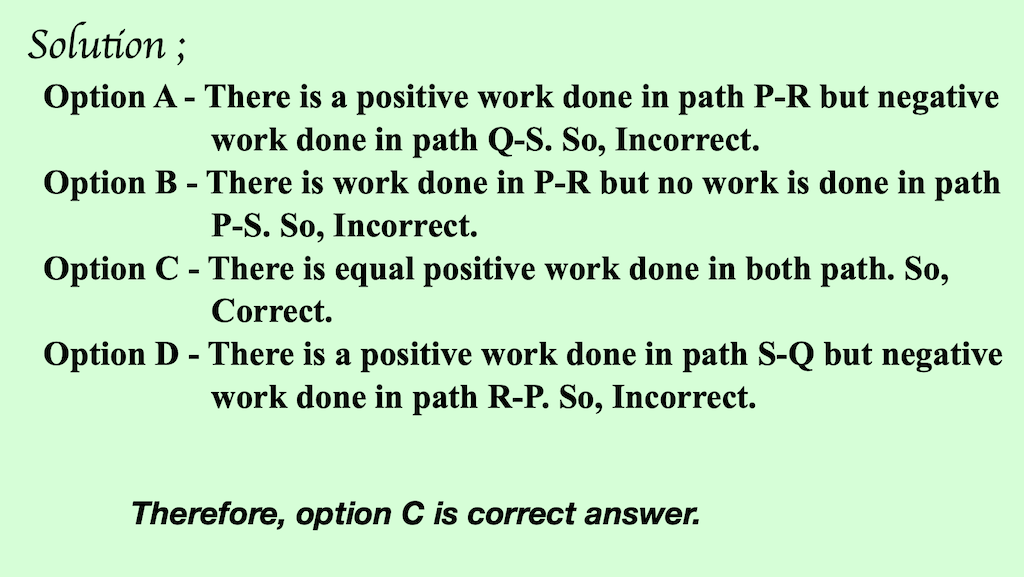 Solution ;
Option A - There is a positive work done in path P-R but negative
work done in path Q-S. So, Incorrect.
Option B - There is work done in P-R but no work is done in path
P-S. So, Incorrect.
Option C - There is equal positive work done in both path. So,
Correct.
Option D - There is a positive work done in path S-Q but negative
work done in path R-P. So, Incorrect.
Therefore, option C is correct answer.